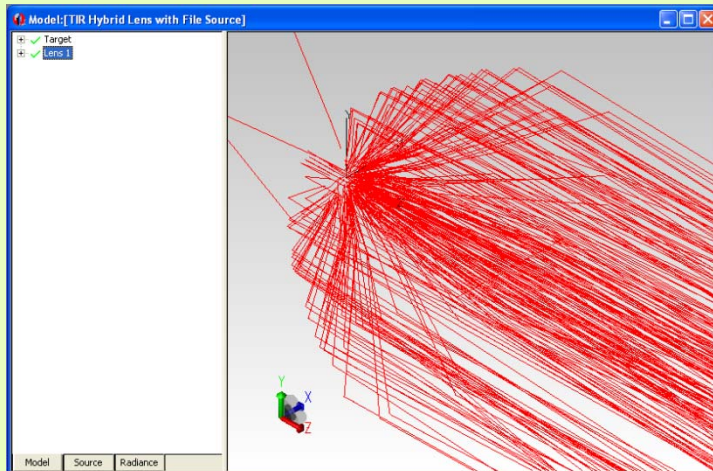 Model:[TIR Hybrid Lens with File Source]
Target
Lens 1
Y
Y
X
Z
Model Source Radiance